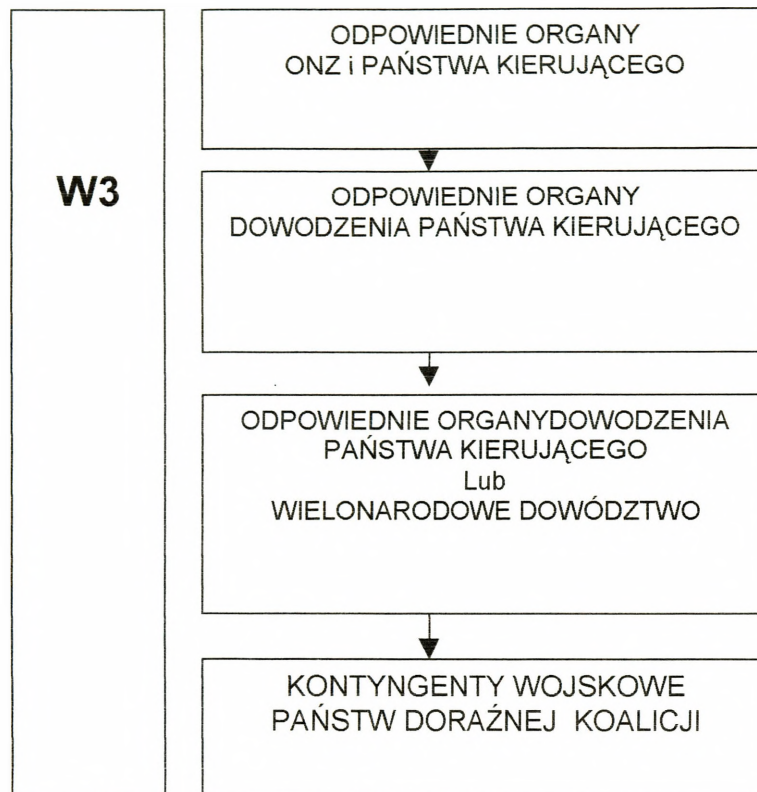 W3
ODPOWIEDNIE ORGANY
ONZ i PAŃSTWA KIERUJĄCEGO
ODPOWIEDNIE ORGANY
DOWODZENIA PAŃSTWA KIERUJĄCEGO
ODPOWIEDNIE ORGANYDOWODZENIA
PAŃSTWA KIERUJĄCEGO
Lub
WIELONARODOWE DOWÓDZTWO
KONTYNGENTY WOJSKOWE
PAŃSTW DORAŹNEJ KOALICJI